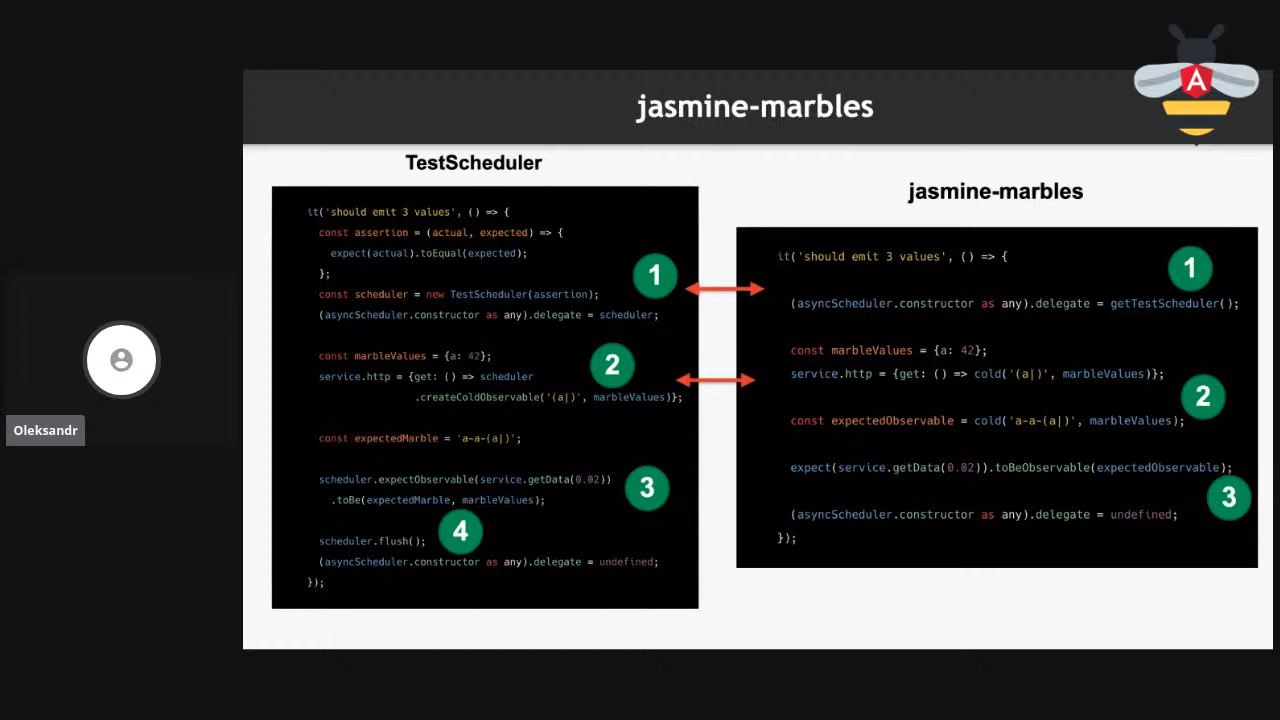 jasmine-marbles
A
TestScheduler
it('should emit 3 values', () => {
const assertion = (actual, expected) => {
expect(actual).toEqual(expected);
};
const scheduler = new TestScheduler(assertion);
(asyncScheduler.constructor as any).delegate = scheduler;
1
const marbleValues = {a: 42};
service.http = {get: () => scheduler
.createColdObservable('(a|)', marbleValues)};
2
const expectedMarble = 'a-a-(a|)';
scheduler.expectObservable(service.getData(0.02))
.toBe(expectedMarble, marbleValues);
3
4
scheduler.flush();
(asyncScheduler.constructor as any).delegate = undefined;
});
jasmine-marbles
it('should emit 3 values', () => {
1
(asyncScheduler.constructor as any).delegate = getTestScheduler();
const marbleValues = {a: 42};
service.http = {get: () => cold('(a|)', marbleValues)};
2
const expectedObservable = cold('a-a-(a|)', marbleValues);
expect(service.getData(0.02)).toBeObservable(expectedObservable);
3
(asyncScheduler.constructor as any).delegate = undefined;
});
Oleksandr